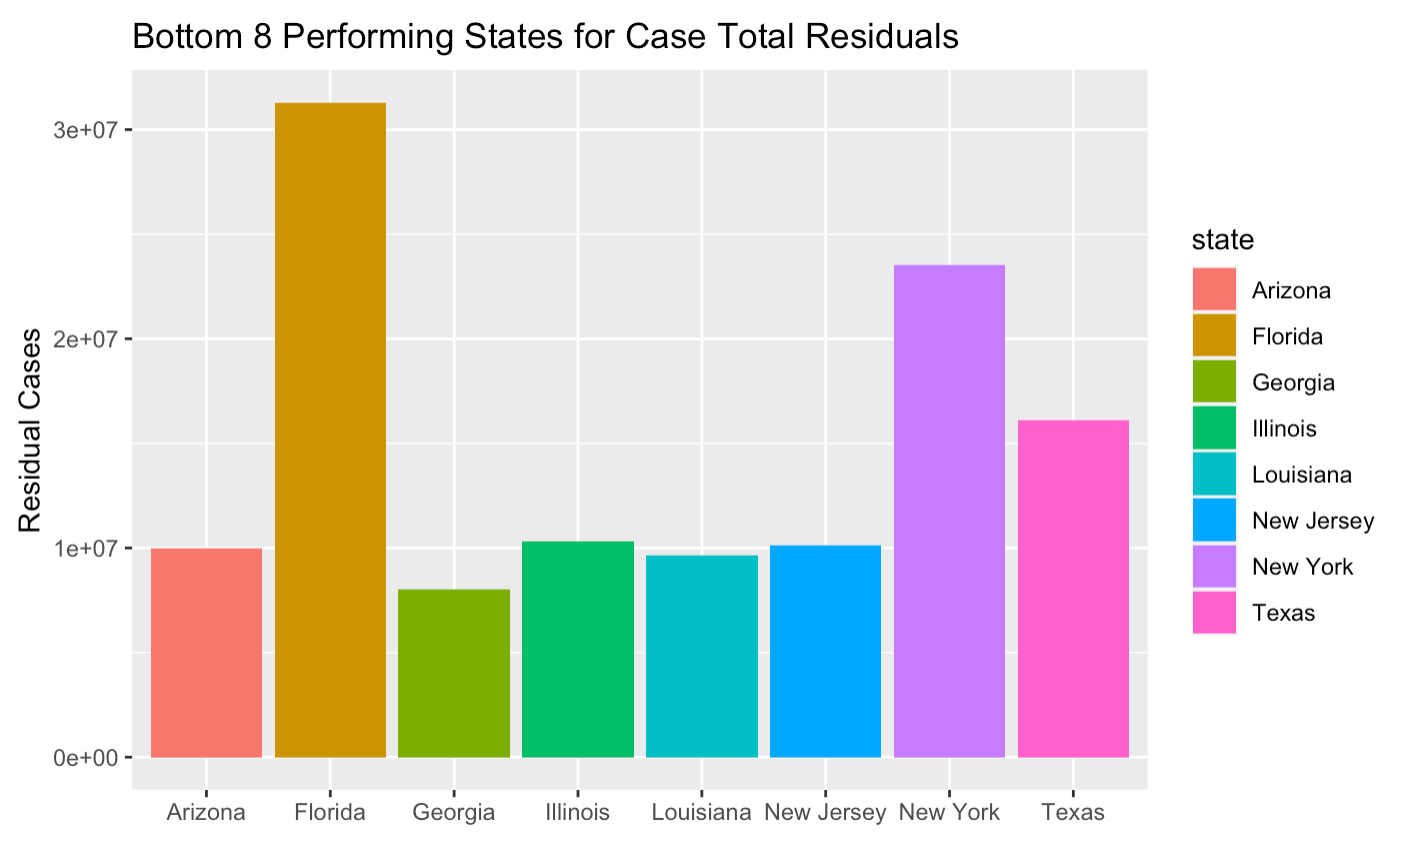 Bottom 8 Performing States for Case Total Residuals
Residual Cases
3e+07
2e+07
1e+07
0e+00
Arizona Florida Georgia Illinois Louisiana New Jersey New York Texas
state
Arizona
Florida
Georgia
Illinois
Louisiana
New Jersey
New York
Texas